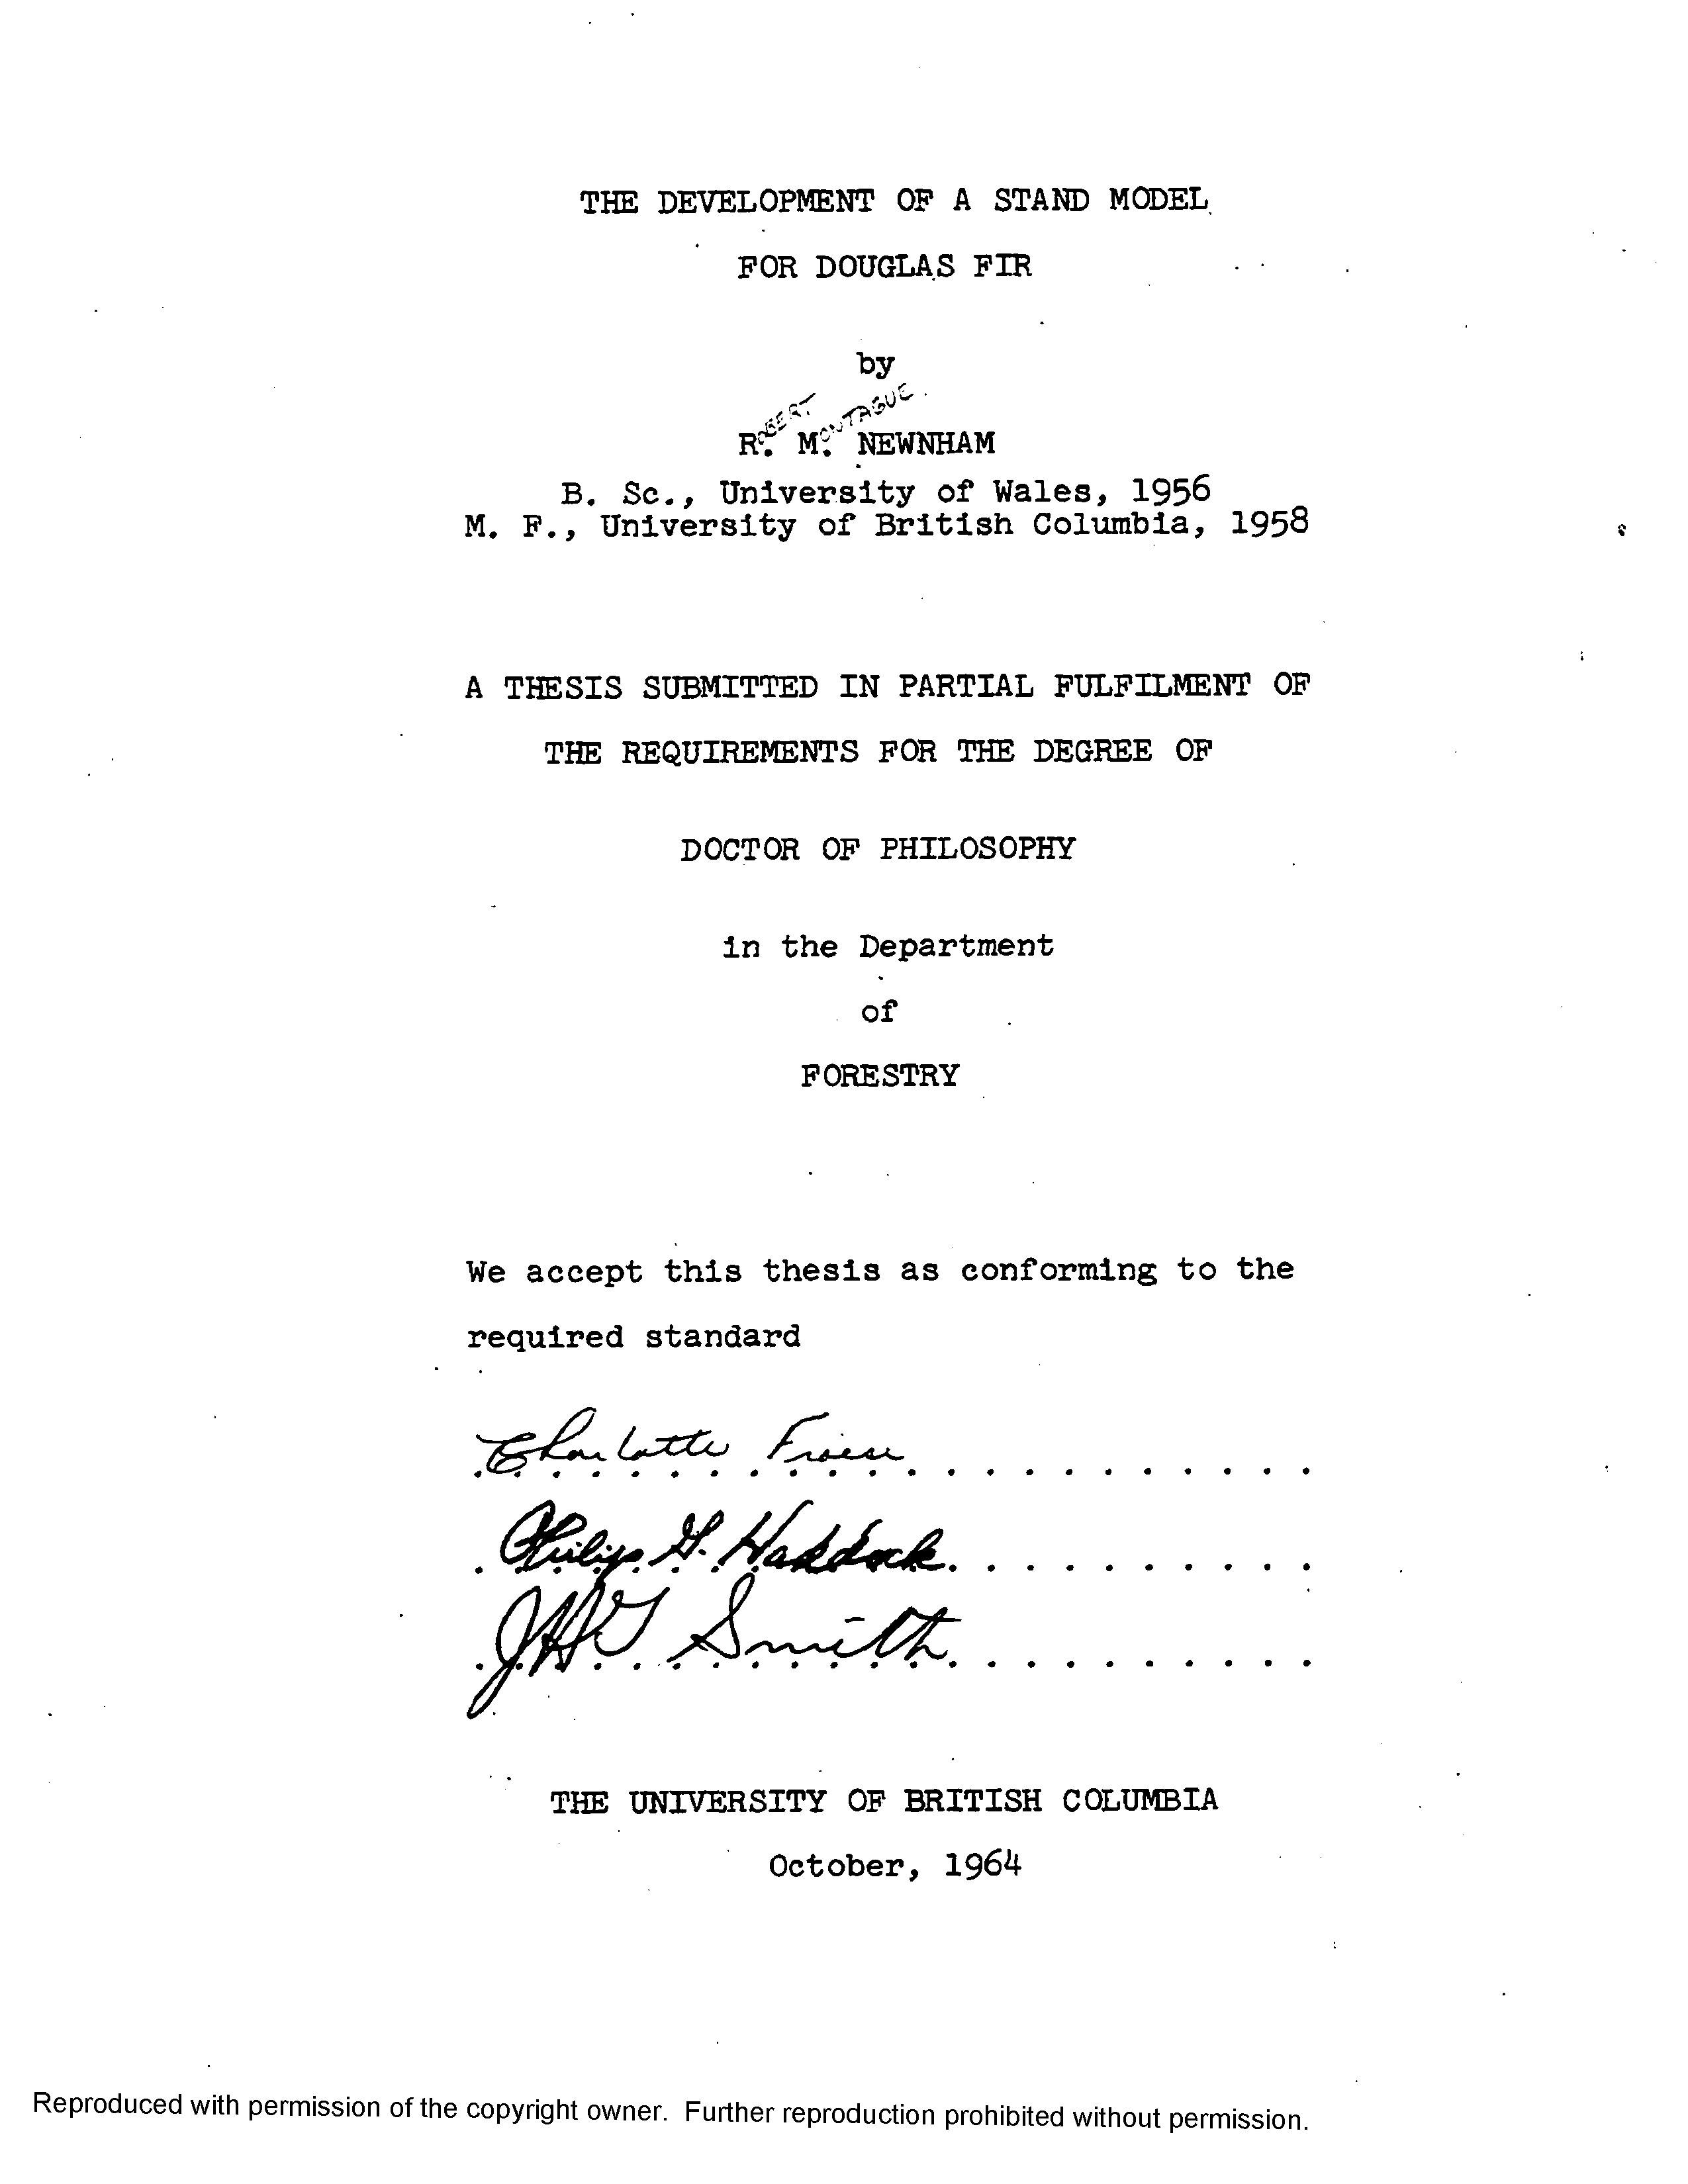 THE DEVELOPMENT OF A STAND MODEL
FOR DOUGLAS FIR
by
ROBERT MONTAGUE
R. M. NEWNHAM
B. Sc., University of Wales, 1956
M. F., University of British Columbia, 1958
A THESIS SUBMITTED IN PARTIAL FULFILMENT OF
THE REQUIREMENTS FOR THE DEGREE OF
DOCTOR OF PHILOSOPHY
in the Department
of
FORESTRY
We accept this thesis as conforming to the
required standard
Charlotte Froese
Philip G. Haddock
JHG Smith
THE UNIVERSITY OF BRITISH COLUMBIA
October, 1964
Reproduced with permission of the copyright owner. Further reproduction prohibited without permission.